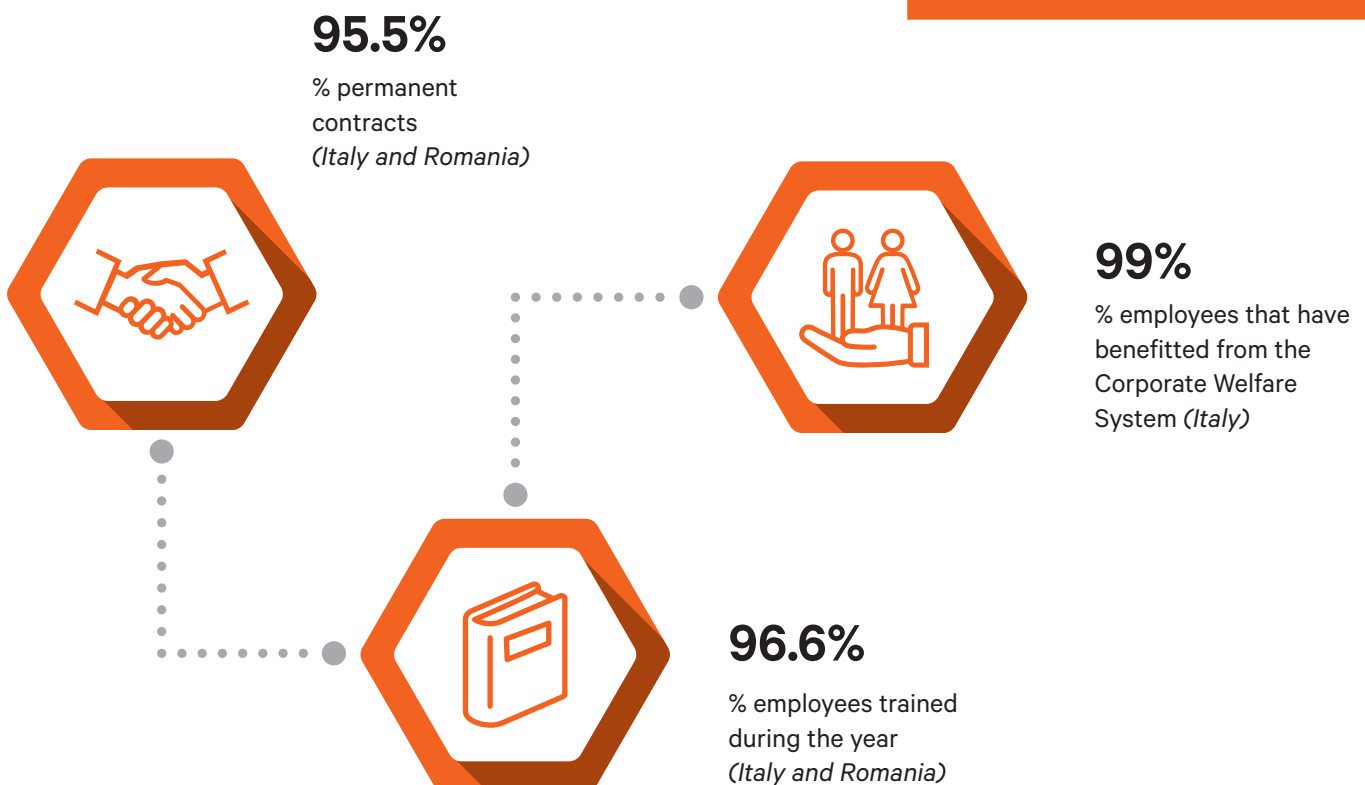 95.5%
% permanent
contracts
(Italy and Romania)
99%
% employees that have
benefitted from the
Corporate Welfare
System (Italy)
96.6%
% employees trained
during the year
(Italy and Romania)